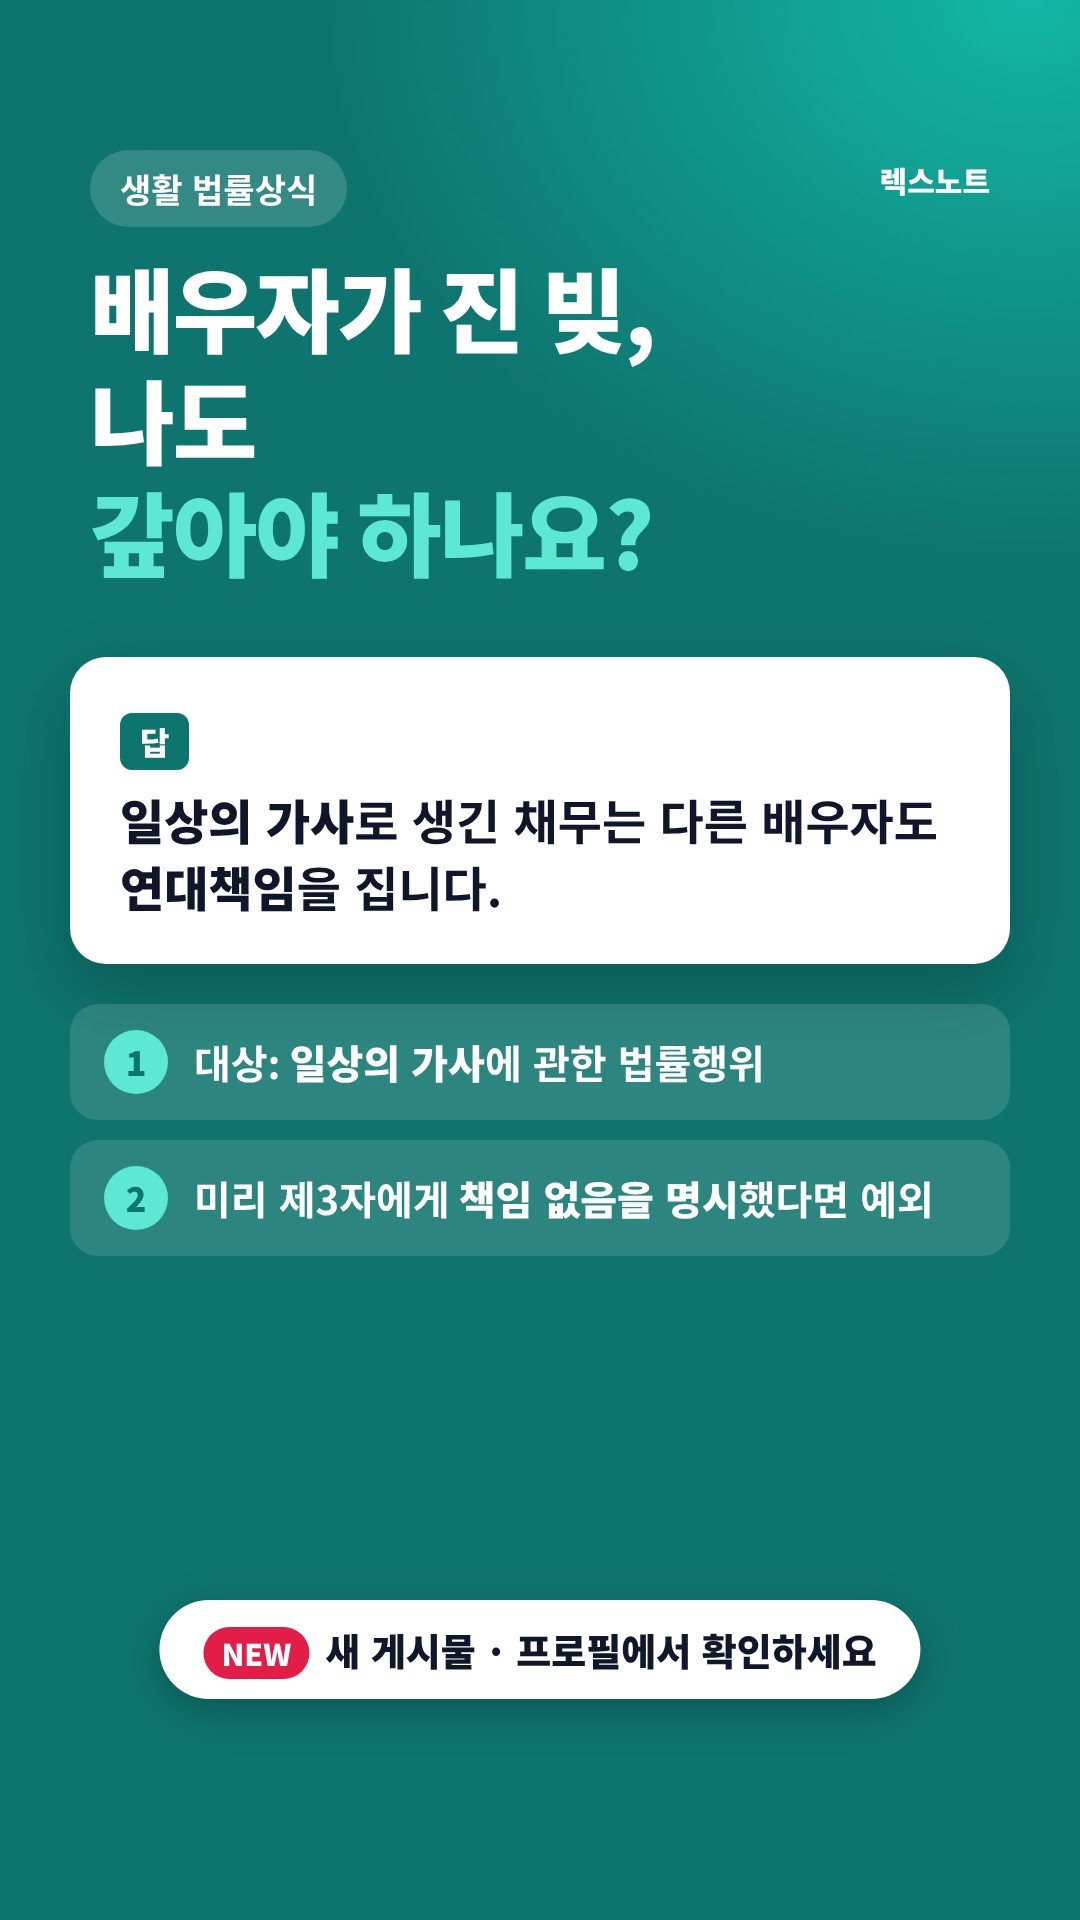 생활 법률상식
렉스노트
배우자가 진 빚,
나도
갚아야 하나요?
답
일상의 가사로 생긴 채무는 다른 배우자도
연대책임을 집니다.
1 대상: 일상의 가사에 관한 법률행위
2 미리 제3자에게 책임 없음을 명시했다면 예외
NEW 새 게시물 · 프로필에서 확인하세요